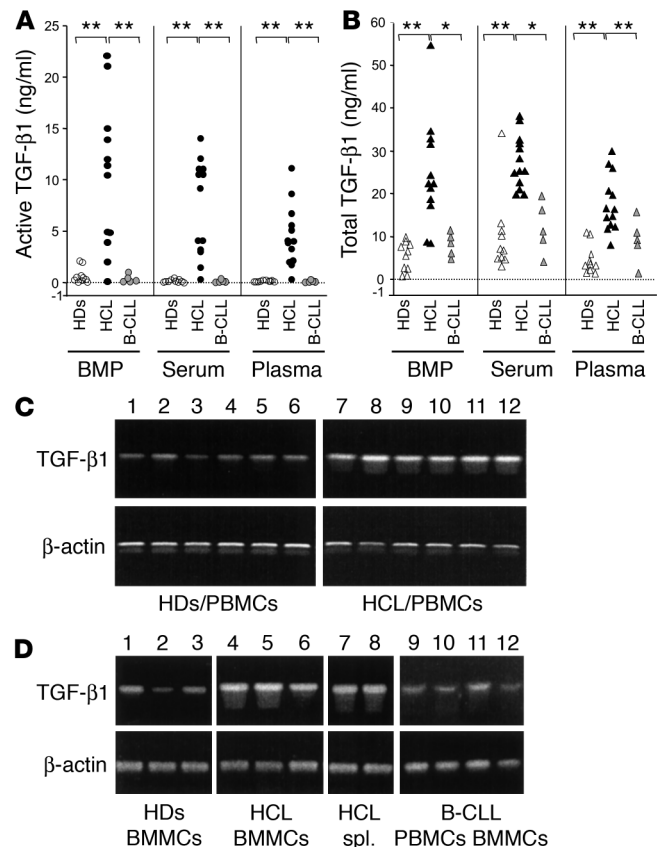 A
B
** ** ** ** ** **
** * ** * ** **
Active TGF-β1 (ng/ml)
25
20
15
10
5
0
-1
HDs HCL B-CLL HDs HCL B-CLL HDs HCL B-CLL
BMP Serum Plasma
Total TGF-β1 (ng/ml)
60
50
40
30
20
10
0
-1
HDs HCL B-CLL HDs HCL B-CLL HDs HCL B-CLL
BMP Serum Plasma
C
1 2 3 4 5 6 7 8 9 10 11 12
TGF-β1
β-actin
HDs/PBMCs HCL/PBMCs
D
1 2 3 4 5 6 7 8 9 10 11 12
TGF-β1
β-actin
HDs HCL HCL B-CLL
BMMCs BMMCs spl. PBMCs BMMCs